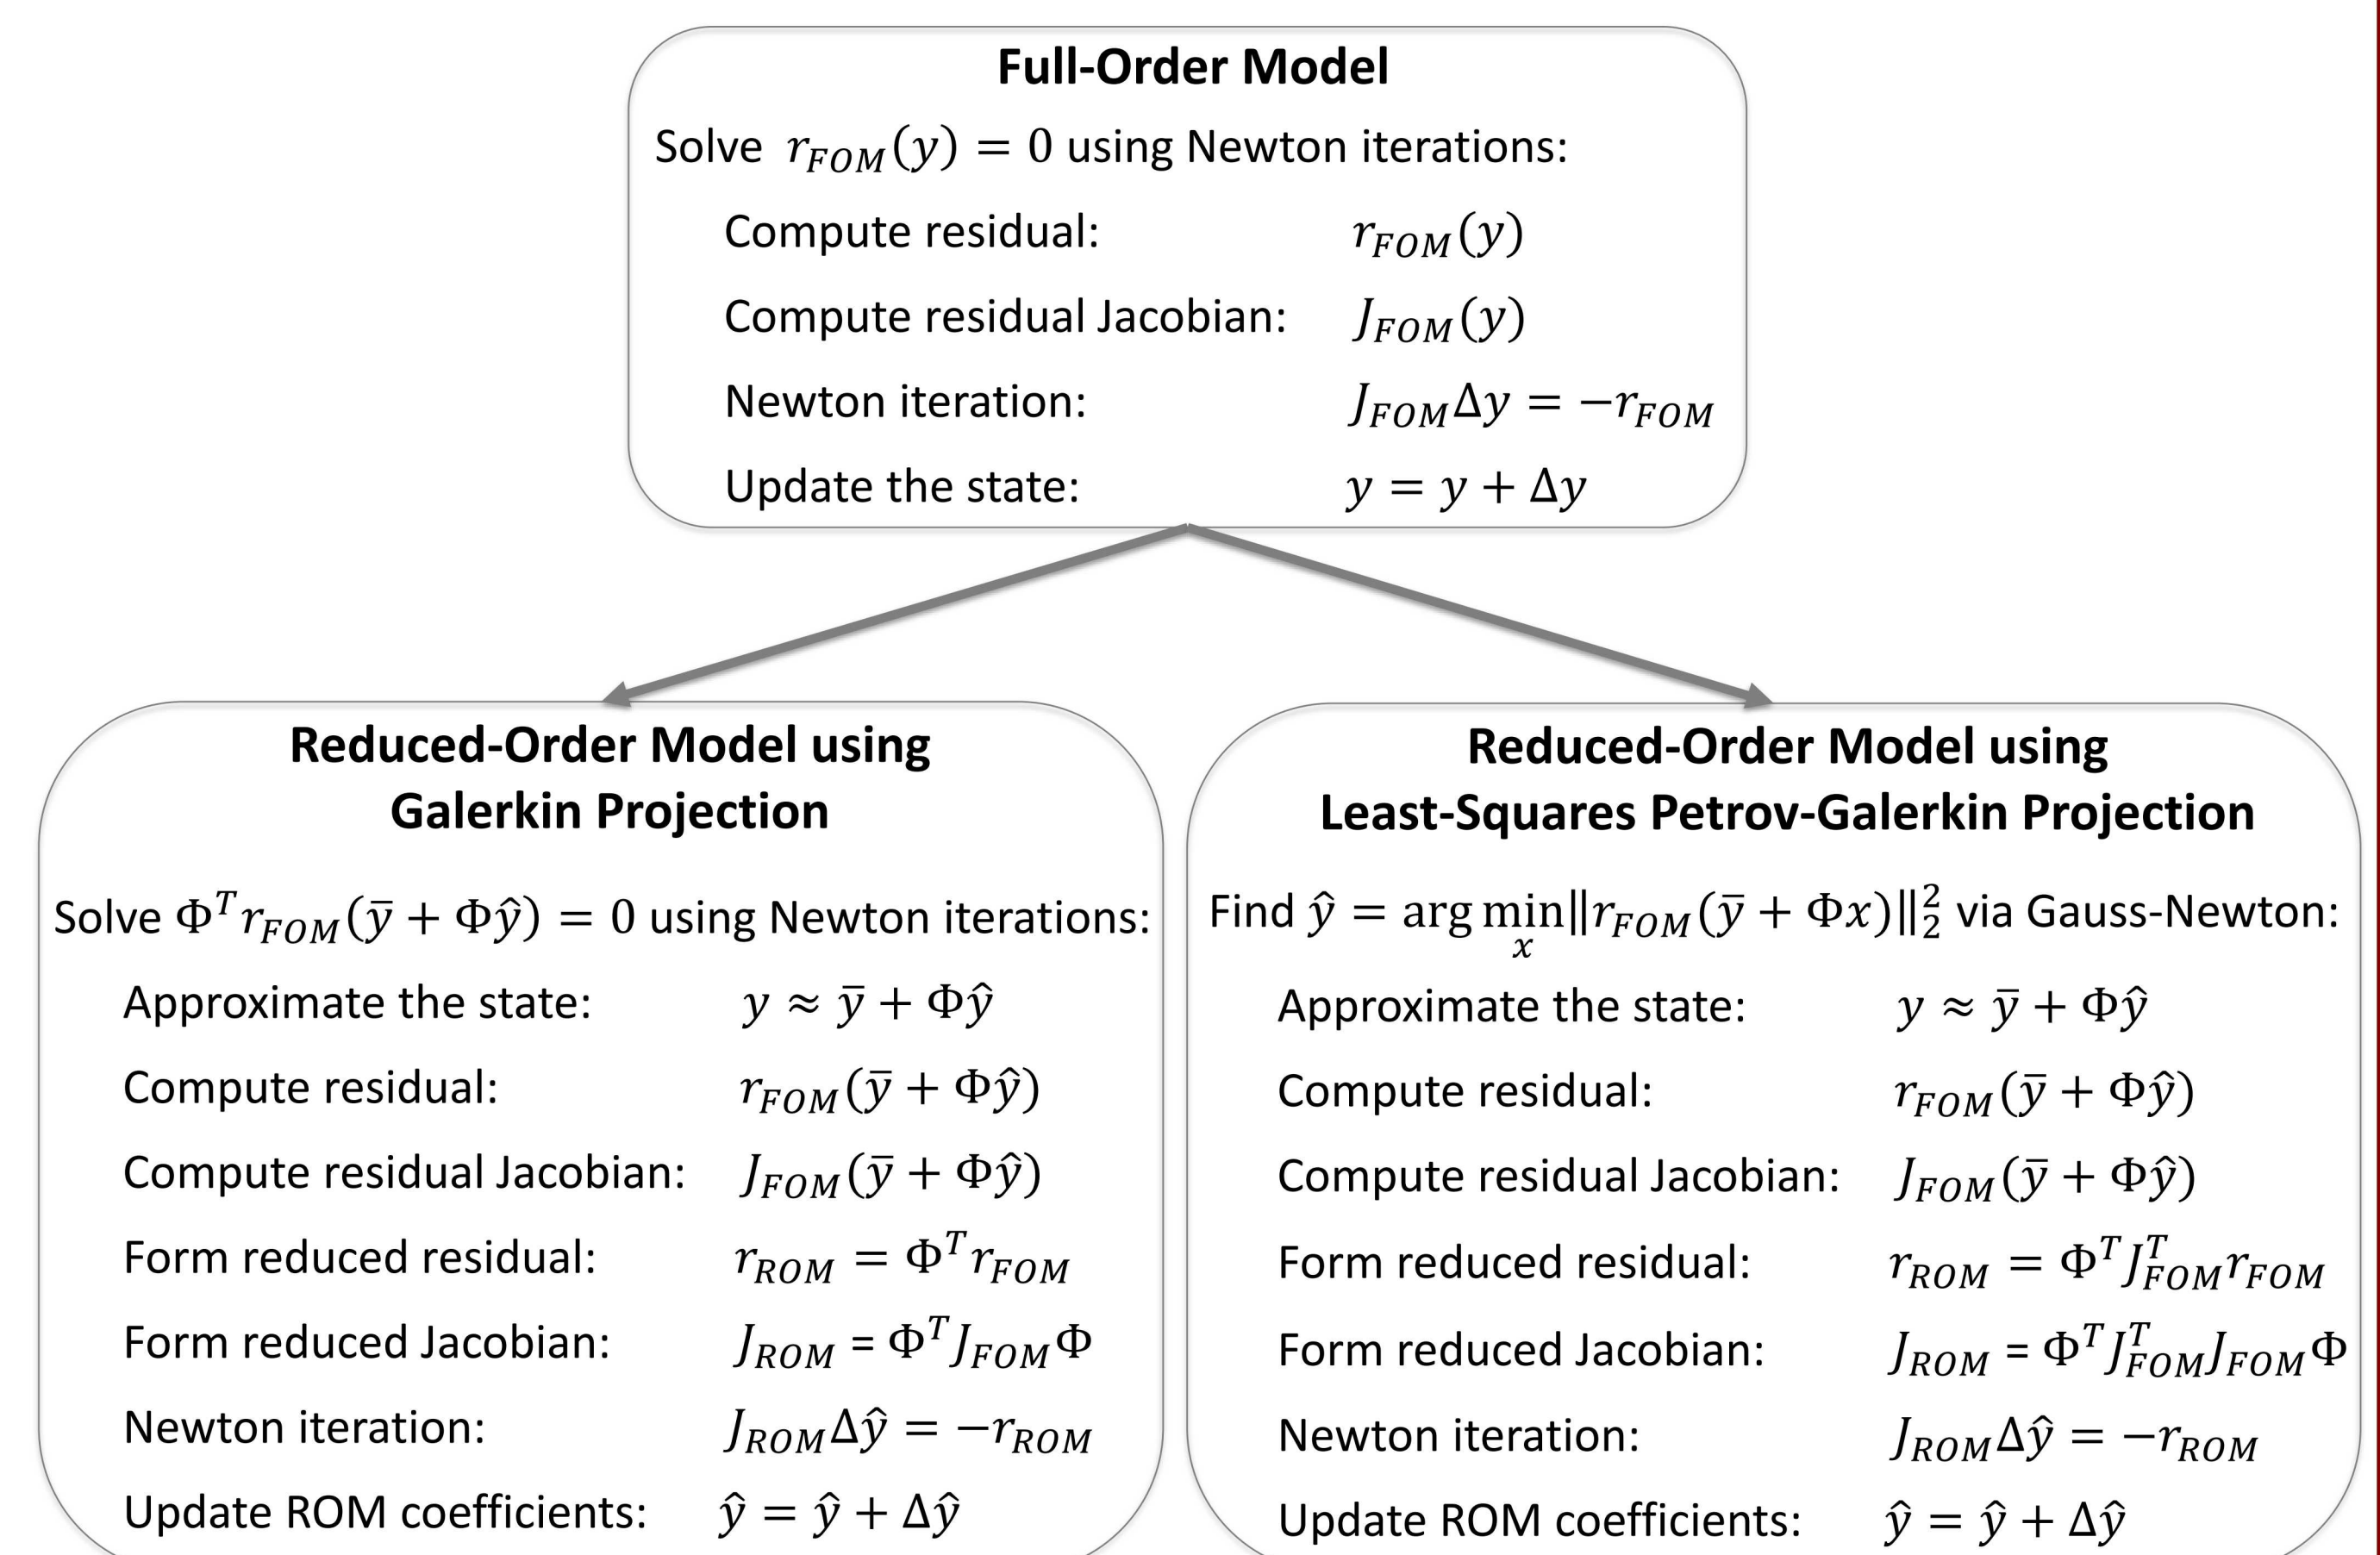 Full-Order Model
Solve r_FOM(y) = 0 using Newton iterations:
Compute residual: r_FOM(y)
Compute residual Jacobian: J_FOM(y)
Newton iteration: J_FOM Δy = −r_FOM
Update the state: y = y + Δy
Reduced-Order Model using
Galerkin Projection
Solve Φ^T r_FOM(ȳ + Φŷ) = 0 using Newton iterations:
Approximate the state: y ≈ ȳ + Φŷ
Compute residual: r_FOM(ȳ + Φŷ)
Compute residual Jacobian: J_FOM(ȳ + Φŷ)
Form reduced residual: r_ROM = Φ^T r_FOM
Form reduced Jacobian: J_ROM = Φ^T J_FOM Φ
Newton iteration: J_ROM Δŷ = −r_ROM
Update ROM coefficients: ŷ = ŷ + Δŷ
Reduced-Order Model using
Least-Squares Petrov-Galerkin Projection
Find ŷ = arg min_x ‖r_FOM(ȳ + Φx)‖_2^2 via Gauss-Newton:
Approximate the state: y ≈ ȳ + Φŷ
Compute residual: r_FOM(ȳ + Φŷ)
Compute residual Jacobian: J_FOM(ȳ + Φŷ)
Form reduced residual: r_ROM = Φ^T J_FOM^T r_FOM
Form reduced Jacobian: J_ROM = Φ^T J_FOM^T J_FOM Φ
Newton iteration: J_ROM Δŷ = −r_ROM
Update ROM coefficients: ŷ = ŷ + Δŷ